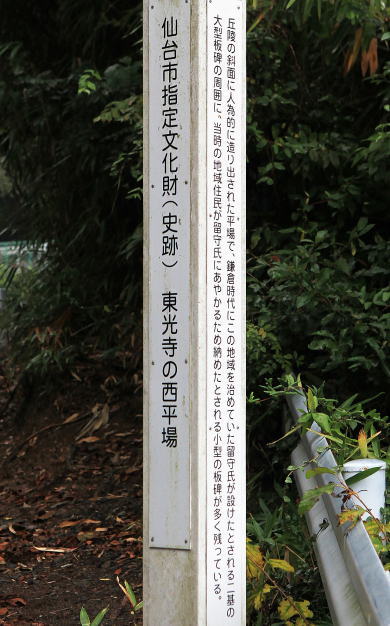 仙台市指定文化財（史跡）　東光寺の西平場
丘陵の斜面に人為的に造り出された平場で、鎌倉時代にこの地域を治めていた留守氏が設けたとされる二基の
大型板碑の周囲に、当時の地域住民が留守氏にあやかるため納めたとされる小型の板碑が多く残っている。